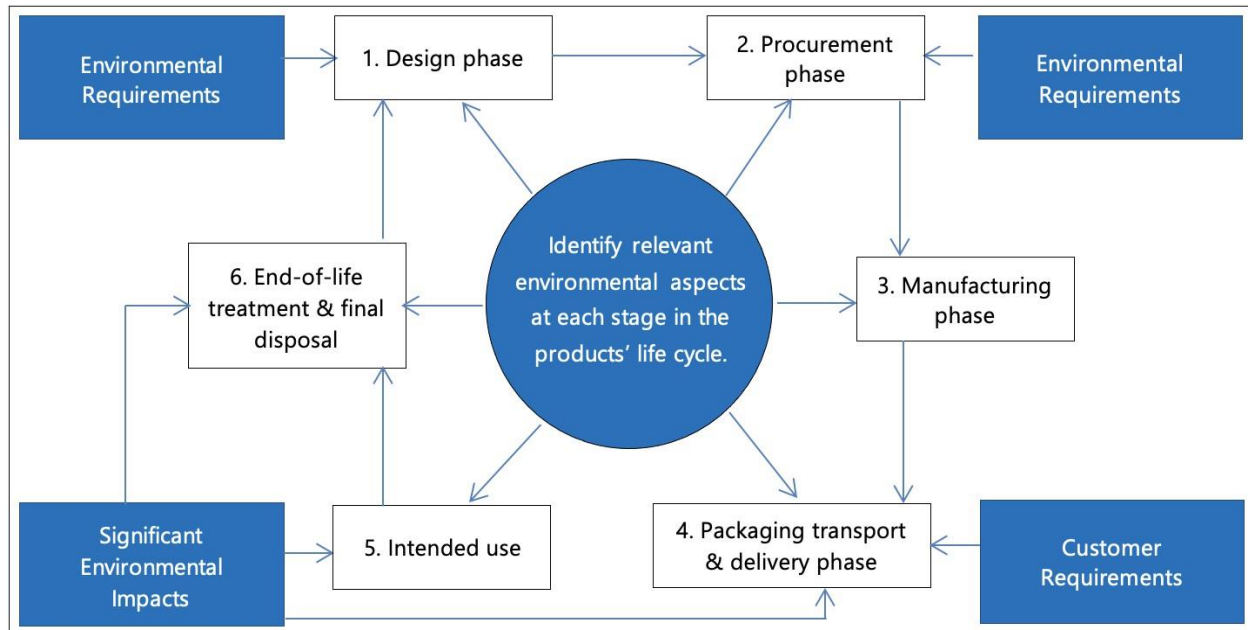 Environmental
Requirements
1. Design phase
2. Procurement
phase
Environmental
Requirements
Identify relevant
environmental aspects
at each stage in the
products’ life cycle.
6. End-of-life
treatment & final
disposal
3. Manufacturing
phase
Significant
Environmental
Impacts
5. Intended use
4. Packaging transport
& delivery phase
Customer
Requirements